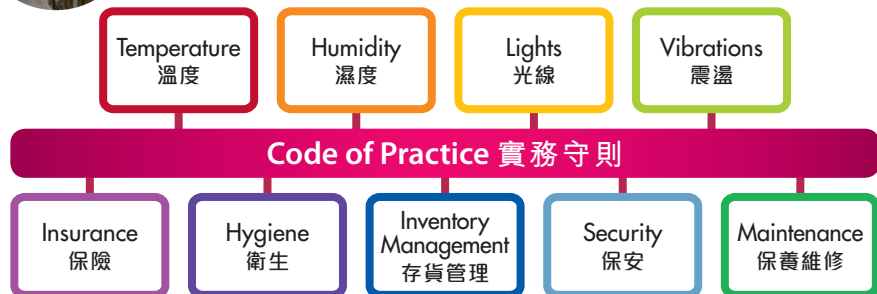 Temperature
溫度
Humidity
濕度
Lights
光線
Vibrations
震盪
Code of Practice 實務守則
Insurance
保險
Hygiene
衞生
Inventory
Management
存貨管理
Security
保安
Maintenance
保養維修